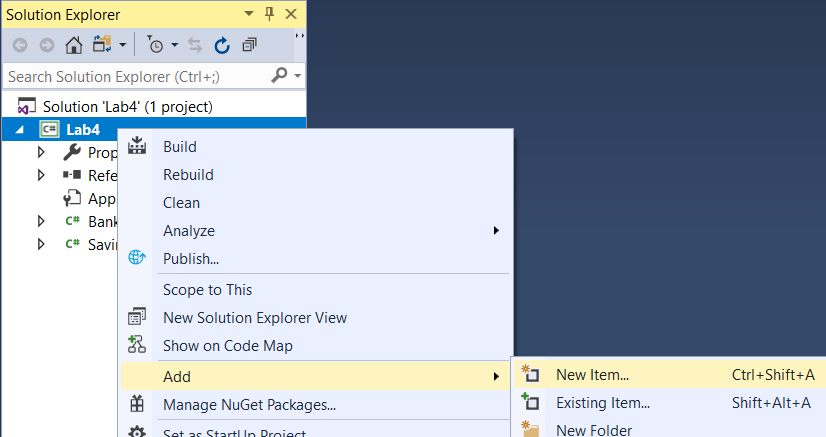 Solution Explorer
Search Solution Explorer (Ctrl+;)
Solution 'Lab4' (1 project)
C# Lab4
Prop
Refe
App
C# Bank
C# Savi
Build
Rebuild
Clean
Analyze
Publish...
Scope to This
New Solution Explorer View
Show on Code Map
Add
Manage NuGet Packages...
Set as StartUp Project
New Item... Ctrl+Shift+A
Existing Item... Shift+Alt+A
New Folder